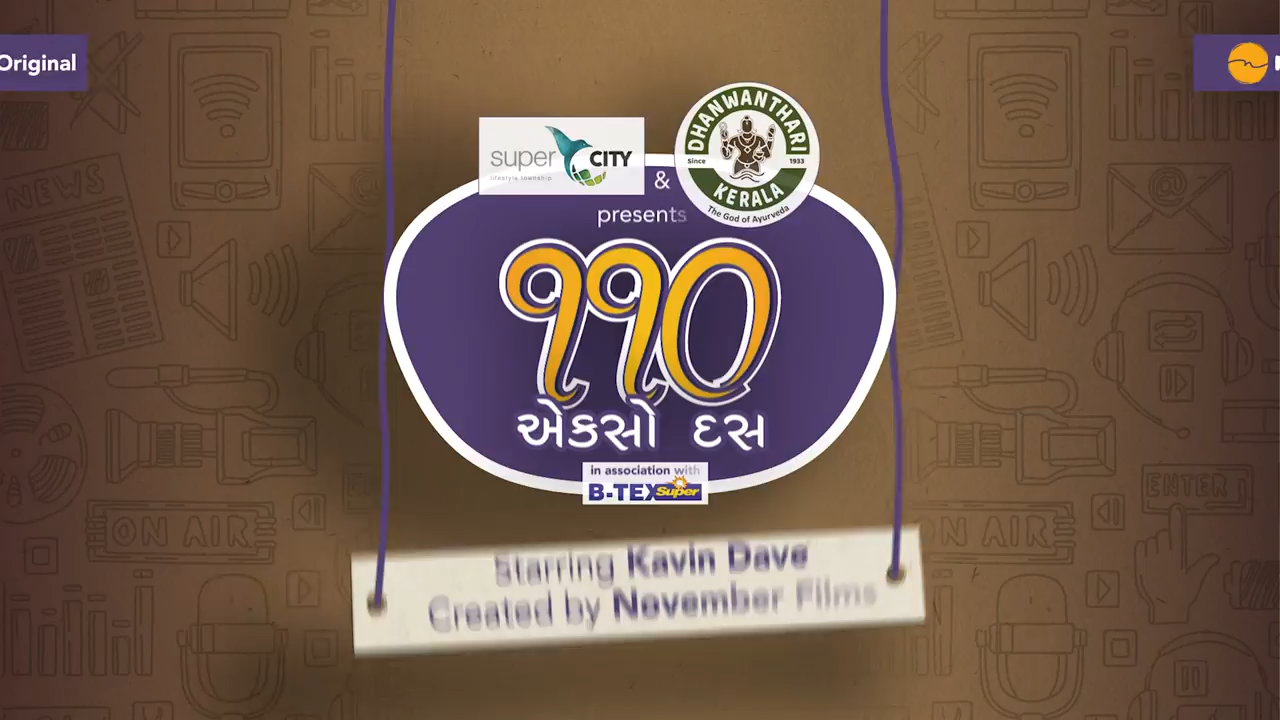 Original
super CITY
lifestyle township
&
DHANWANTHARI
Since 1933
KERALA
The God of Ayurveda
presents
૧૧૦
એકસો દસ
in association with
B-TEX Super
Starring Kavin Dave
Created by November Films
NEWS
ON AIR
ON AIR
ENTER